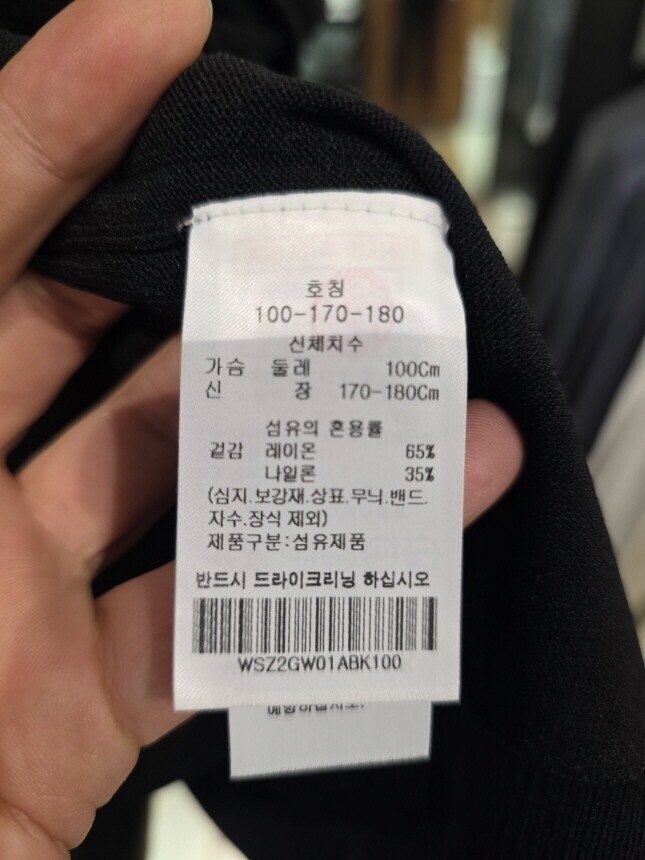 호칭
100-170-180
신체치수
가슴 둘레 100Cm
신 장 170-180Cm
섬유의 혼용률
겉감 레이온 65%
나일론 35%
(심지.보강재.상표.무늬.밴드.
자수.장식 제외)
제품구분:섬유제품
반드시 드라이크리닝 하십시오
WSZ2GW01ABK100